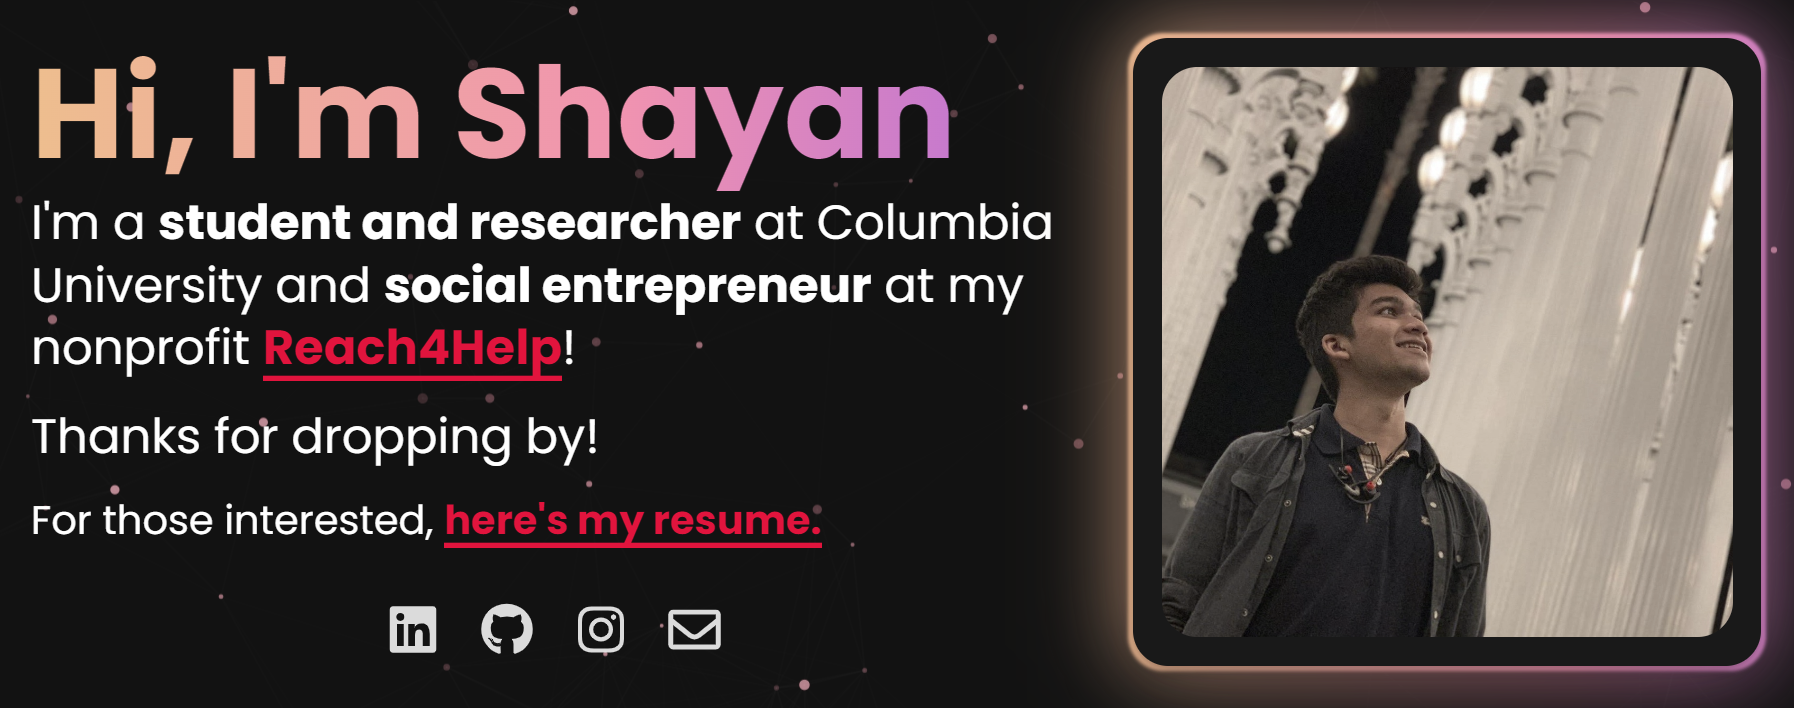 Hi, I'm Shayan
I'm a student and researcher at Columbia
University and social entrepreneur at my
nonprofit Reach4Help!
Thanks for dropping by!
For those interested, here's my resume.
in